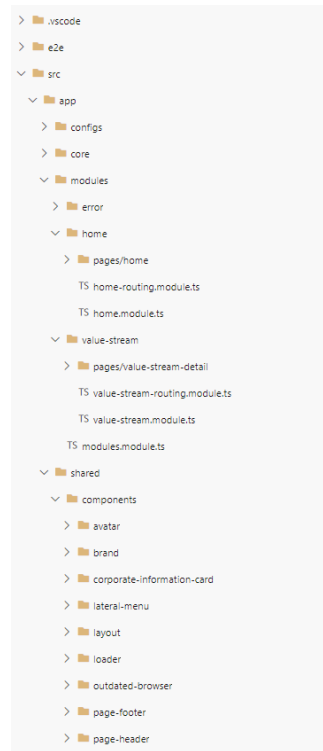 .vscode
e2e
src
app
configs
core
modules
error
home
pages/home
TS home-routing.module.ts
TS home.module.ts
value-stream
pages/value-stream-detail
TS value-stream-routing.module.ts
TS value-stream.module.ts
TS modules.module.ts
shared
components
avatar
brand
corporate-information-card
lateral-menu
layout
loader
outdated-browser
page-footer
page-header